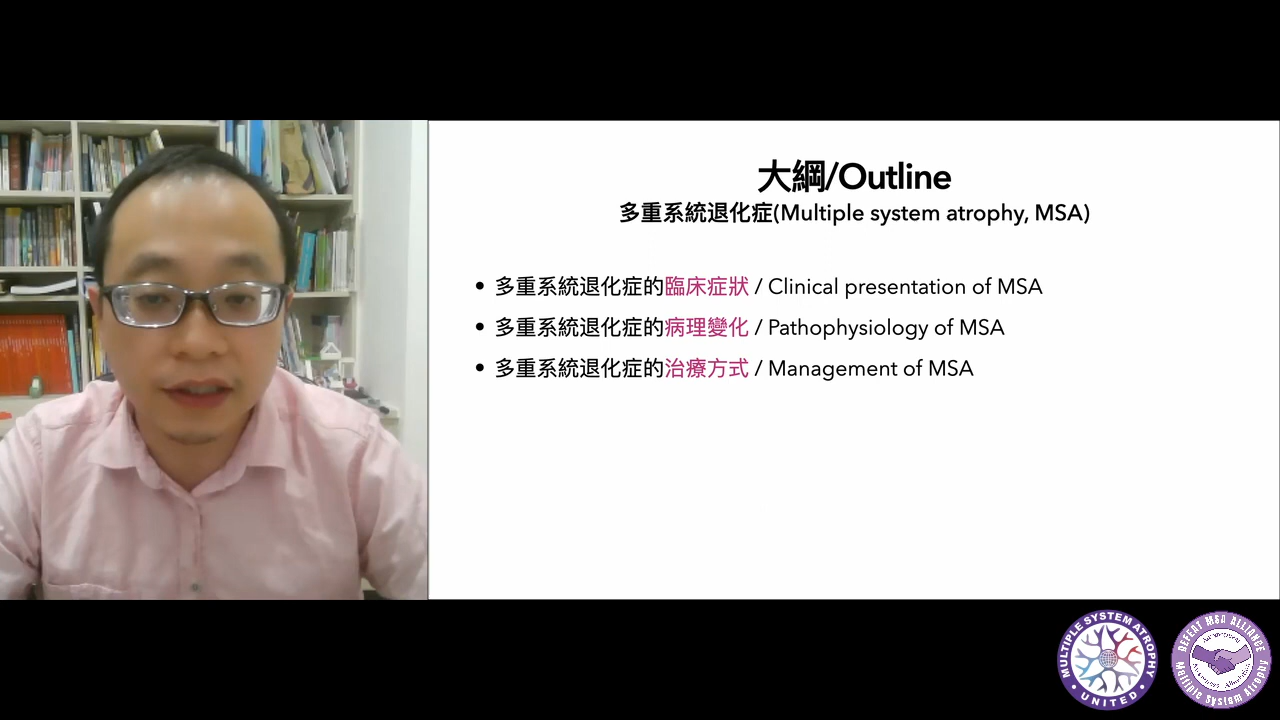 大綱/Outline
多重系統退化症(Multiple system atrophy, MSA)
• 多重系統退化症的臨床症狀 / Clinical presentation of MSA
• 多重系統退化症的病理變化 / Pathophysiology of MSA
• 多重系統退化症的治療方式 / Management of MSA
MULTIPLE SYSTEM ATROPHY
• UNITED •
DEFEAT MSA ALLIANCE
Multiple System Atrophy